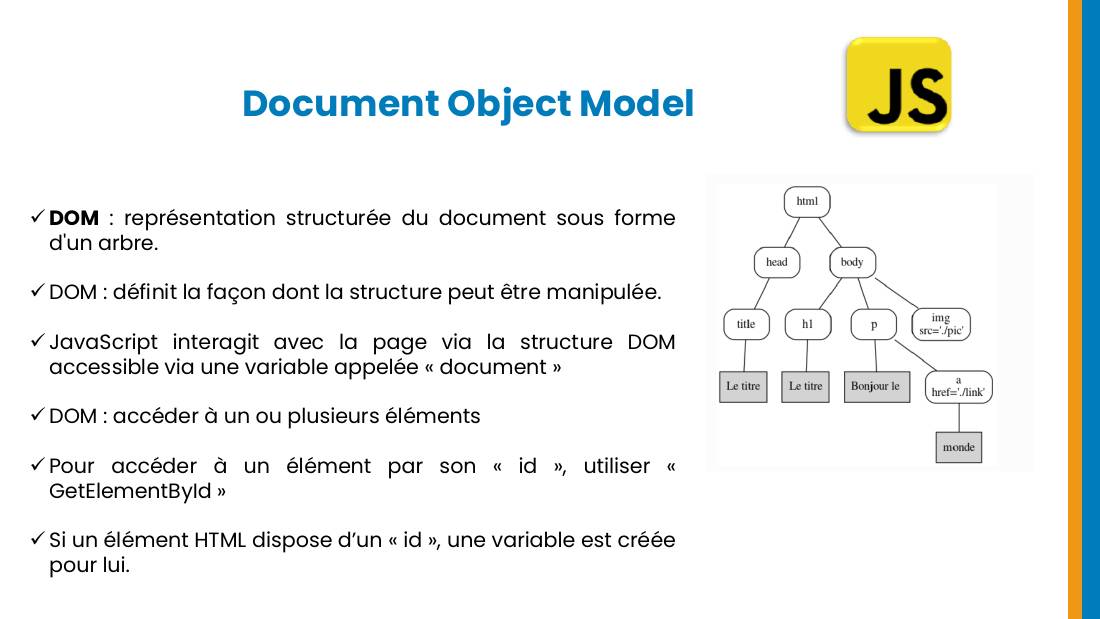 JS
Document Object Model
✓ DOM : représentation structurée du document sous forme
d'un arbre.
✓ DOM : définit la façon dont la structure peut être manipulée.
✓ JavaScript interagit avec la page via la structure DOM
accessible via une variable appelée « document »
✓ DOM : accéder à un ou plusieurs éléments
✓ Pour accéder à un élément par son « id », utiliser «
GetElementById »
✓ Si un élément HTML dispose d’un « id », une variable est créée
pour lui.
html
head
body
title
h1
p
img
src='./pic'
Le titre
Le titre
Bonjour le
a
href='./link'
monde